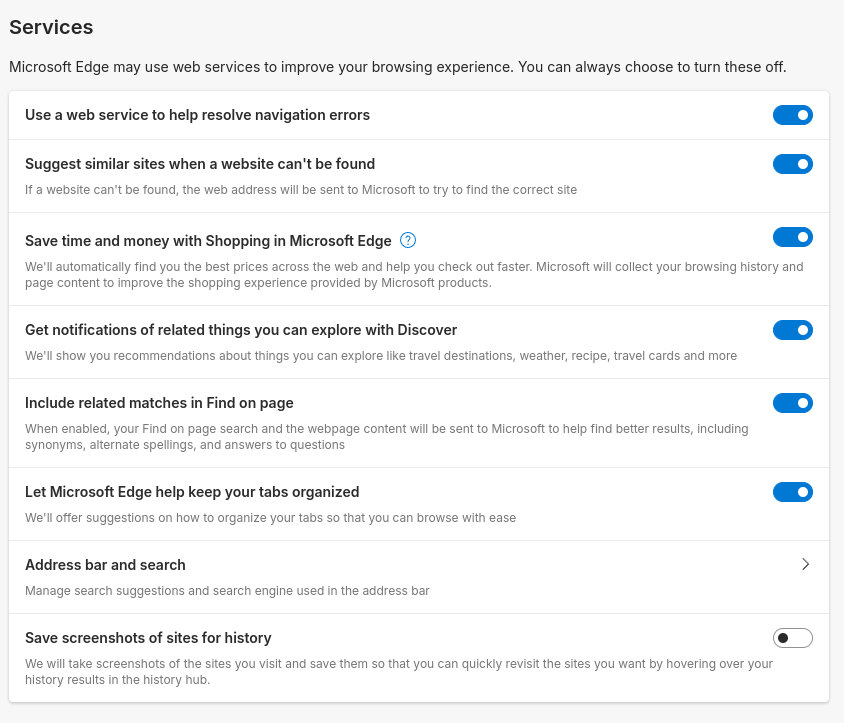 Services
Microsoft Edge may use web services to improve your browsing experience. You can always choose to turn these off.
Use a web service to help resolve navigation errors
Suggest similar sites when a website can't be found
If a website can't be found, the web address will be sent to Microsoft to try to find the correct site
Save time and money with Shopping in Microsoft Edge ?
We'll automatically find you the best prices across the web and help you check out faster. Microsoft will collect your browsing history and
page content to improve the shopping experience provided by Microsoft products.
Get notifications of related things you can explore with Discover
We'll show you recommendations about things you can explore like travel destinations, weather, recipe, travel cards and more
Include related matches in Find on page
When enabled, your Find on page search and the webpage content will be sent to Microsoft to help find better results, including
synonyms, alternate spellings, and answers to questions
Let Microsoft Edge help keep your tabs organized
We'll offer suggestions on how to organize your tabs so that you can browse with ease
Address bar and search
Manage search suggestions and search engine used in the address bar
Save screenshots of sites for history
We will take screenshots of the sites you visit and save them so that you can quickly revisit the sites you want by hovering over your
history results in the history hub.